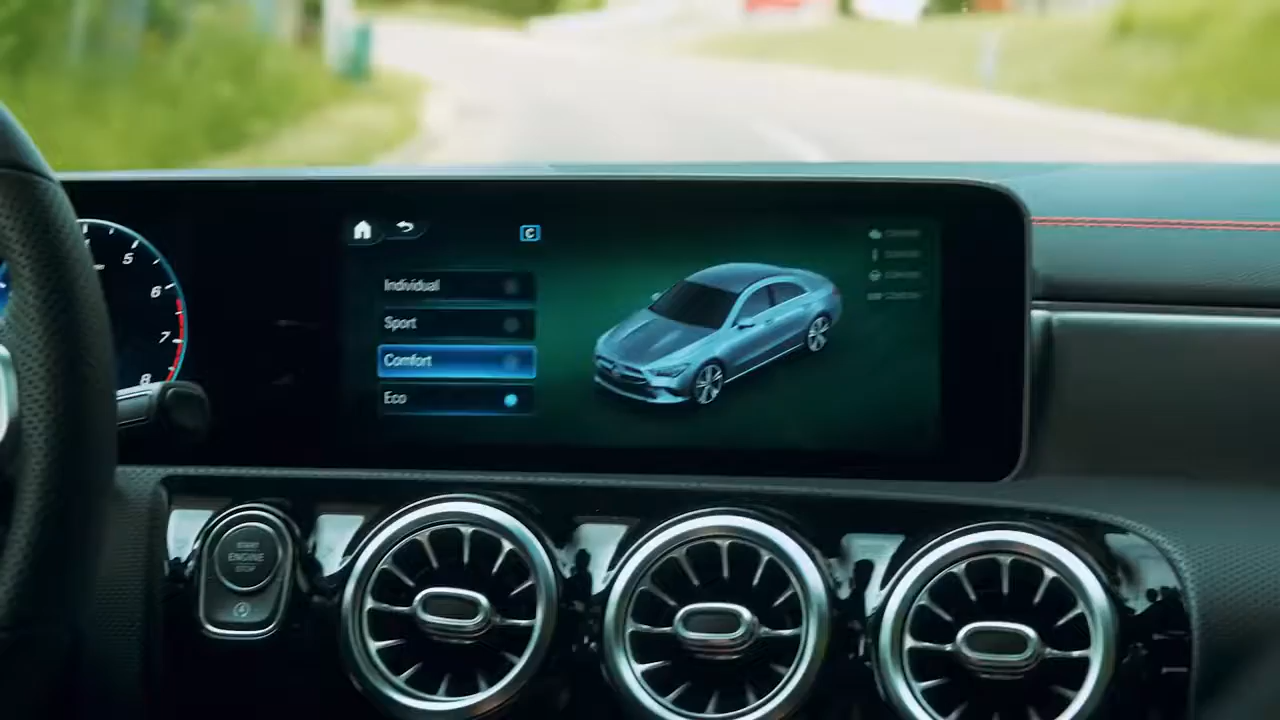 C
Individual
Sport
Comfort
Eco
5
6
7
8
START
ENGINE
STOP